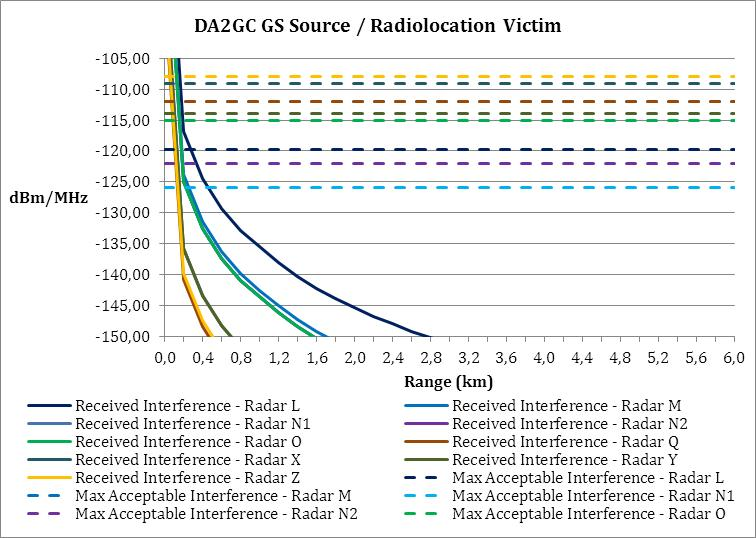 DA2GC GS Source / Radiolocation Victim
-105,00
-110,00
-115,00
-120,00
-125,00
-130,00
-135,00
-140,00
-145,00
-150,00
dBm/MHz
0,0 0,4 0,8 1,2 1,6 2,0 2,4 2,8 3,2 3,6 4,0 4,4 4,8 5,2 5,6 6,0
Range (km)
Received Interference - Radar L Received Interference - Radar M
Received Interference - Radar N1 Received Interference - Radar N2
Received Interference - Radar O Received Interference - Radar Q
Received Interference - Radar X Received Interference - Radar Y
Received Interference - Radar Z Max Acceptable Interference - Radar L
Max Acceptable Interference - Radar M Max Acceptable Interference - Radar N1
Max Acceptable Interference - Radar N2 Max Acceptable Interference - Radar O